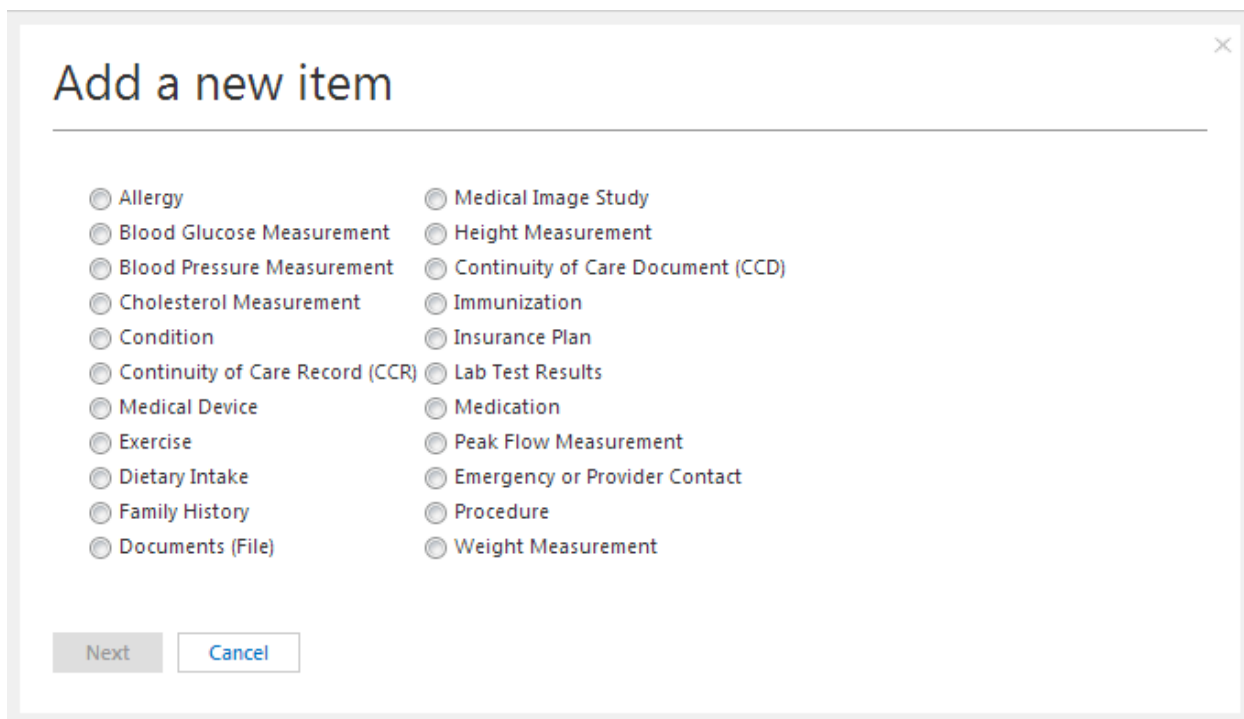 Add a new item
Allergy
Blood Glucose Measurement
Blood Pressure Measurement
Cholesterol Measurement
Condition
Continuity of Care Record (CCR)
Medical Device
Exercise
Dietary Intake
Family History
Documents (File)
Medical Image Study
Height Measurement
Continuity of Care Document (CCD)
Immunization
Insurance Plan
Lab Test Results
Medication
Peak Flow Measurement
Emergency or Provider Contact
Procedure
Weight Measurement
Next
Cancel